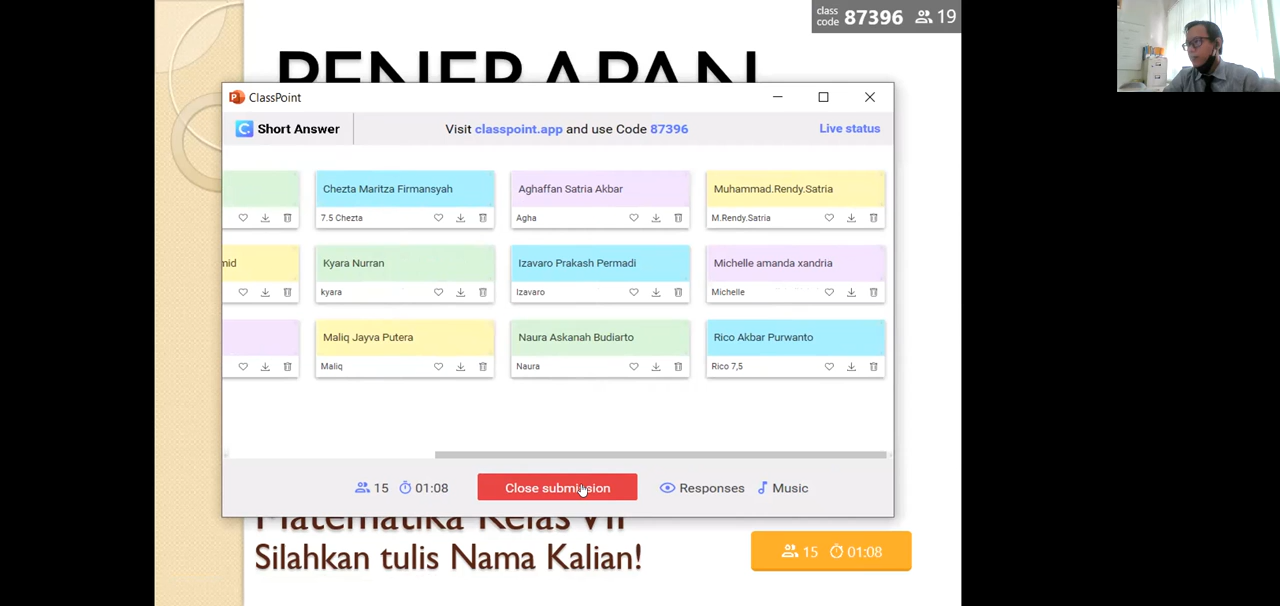 class code 87396 19
PENERAPAN
ClassPoint
Short Answer
Visit classpoint.app and use Code 87396
Live status
Chezta Maritza Firmansyah
7.5 Chezta
Aghaffan Satria Akbar
Agha
Muhammad.Rendy.Satria
M.Rendy.Satria
mid
Kyara Nurran
kyara
Izavaro Prakash Permadi
Izavaro
Michelle amanda xandria
Michelle
Maliq Jayva Putera
Maliq
Naura Askanah Budiarto
Naura
Rico Akbar Purwanto
Rico 7,5
15 01:08
Close submission
Responses
Music
Matematika Kelas VII
Silahkan tulis Nama Kalian!
15 01:08